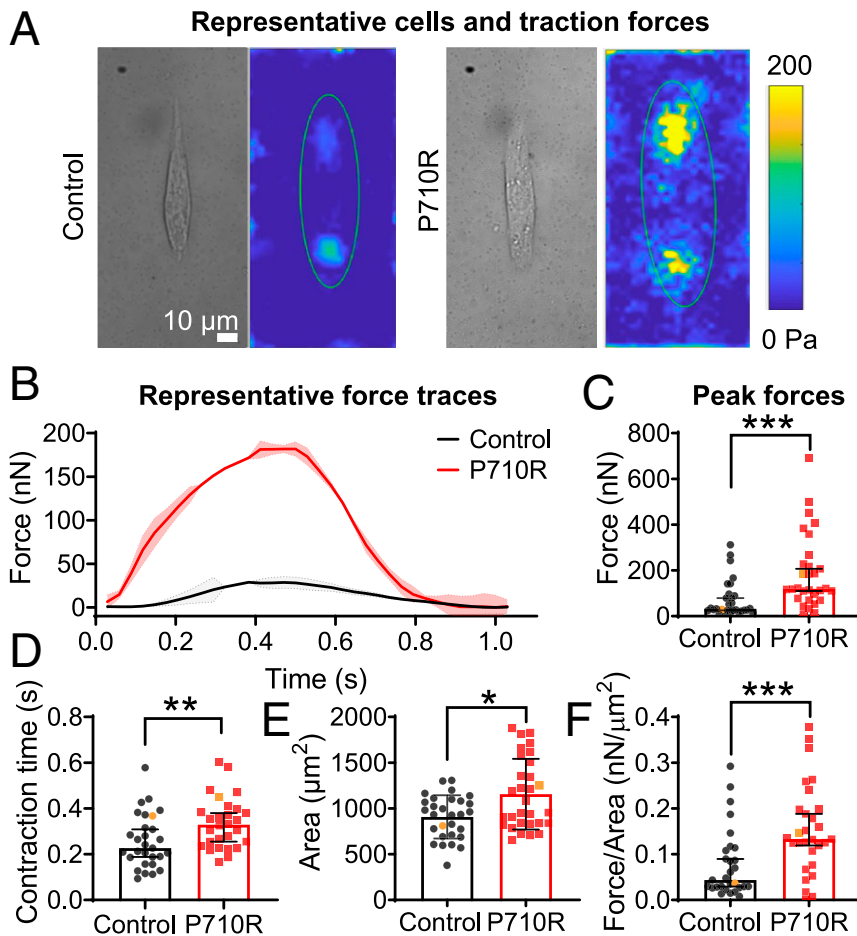 A
Representative cells and traction forces
Control
10 µm
P710R
200
0 Pa
B
Representative force traces
Force (nN)
200
150
100
50
0
0.0 0.2 0.4 0.6 0.8 1.0
Time (s)
Control
P710R
C
Peak forces
***
Force (nN)
800
600
400
200
0
Control P710R
D
**
Contraction time (s)
0.8
0.6
0.4
0.2
0.0
Control P710R
E
*
Area (µm²)
2000
1500
1000
500
0
Control P710R
F
***
Force/Area (nN/µm²)
0.4
0.3
0.2
0.1
0.0
Control P710R